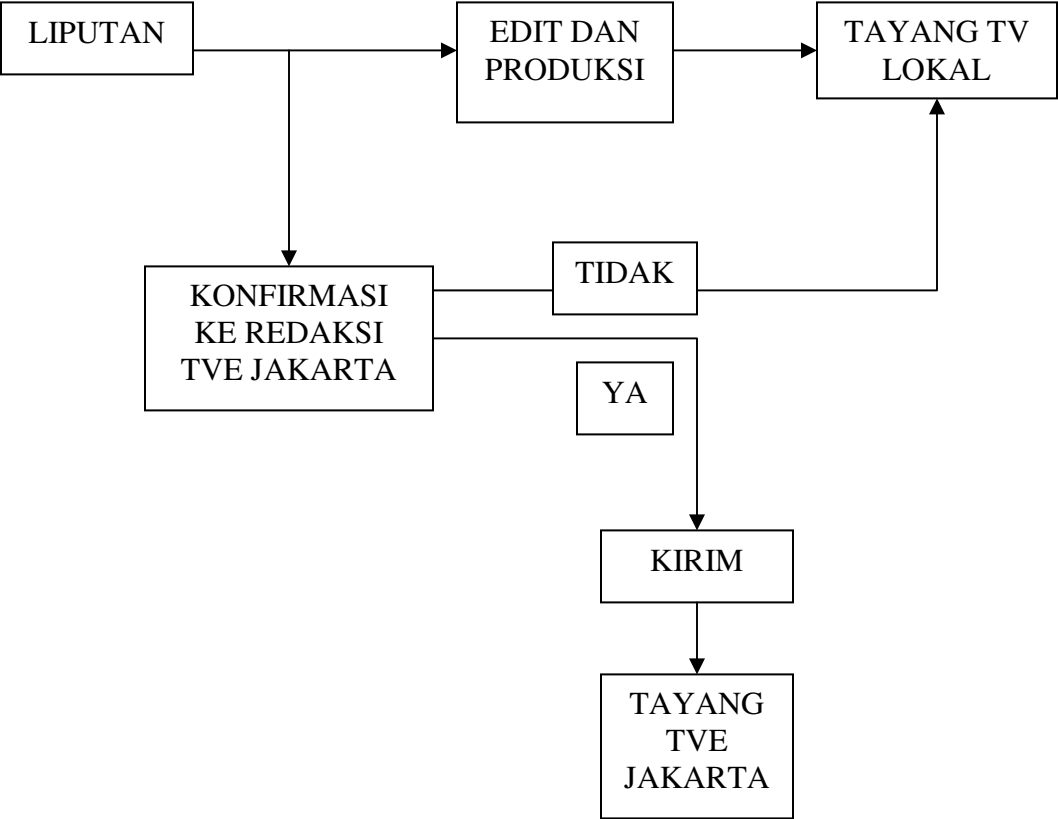 LIPUTAN
EDIT DAN
PRODUKSI
TAYANG TV
LOKAL
TIDAK
KONFIRMASI
KE REDAKSI
TVE JAKARTA
YA
KIRIM
TAYANG
TVE
JAKARTA